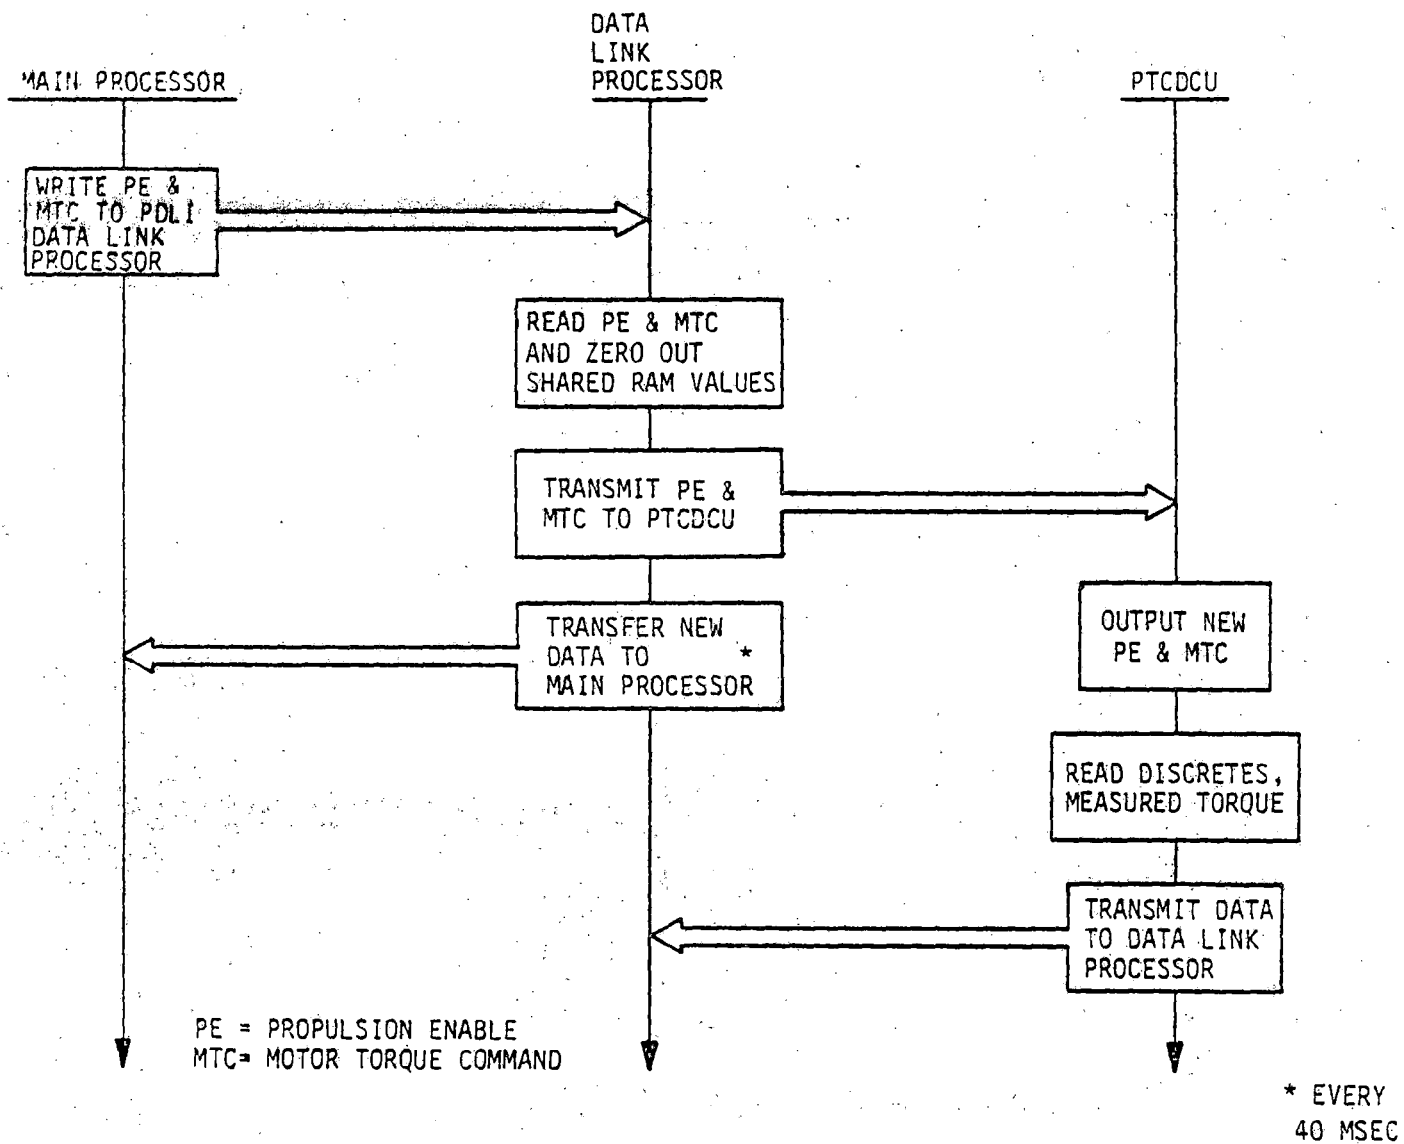 DATA
LINK
PROCESSOR
MAIN PROCESSOR
PTCDCU
WRITE PE &
MTC TO PDLI
DATA LINK
PROCESSOR
READ PE & MTC
AND ZERO OUT
SHARED RAM VALUES
TRANSMIT PE &
MTC TO PTCDCU
TRANSFER NEW
DATA TO *
MAIN PROCESSOR
OUTPUT NEW
PE & MTC
READ DISCRETES,
MEASURED TORQUE
TRANSMIT DATA
TO DATA LINK
PROCESSOR
PE = PROPULSION ENABLE
MTC= MOTOR TORQUE COMMAND
* EVERY
40 MSEC